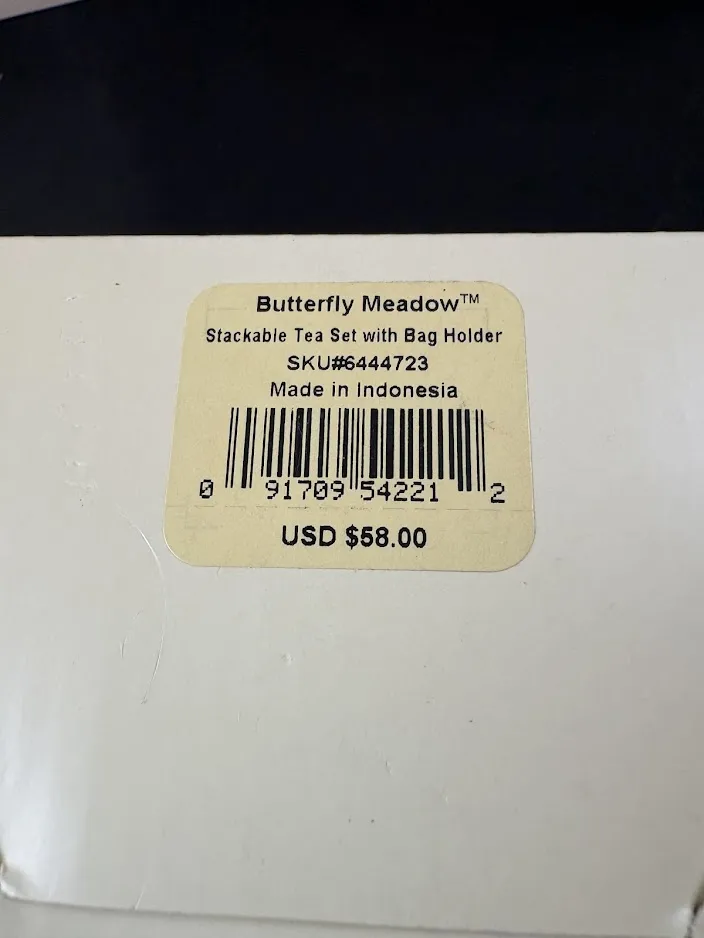 Butterfly Meadow™
Stackable Tea Set with Bag Holder
SKU#6444723
Made in Indonesia
0 91709 54221 2
USD $58.00